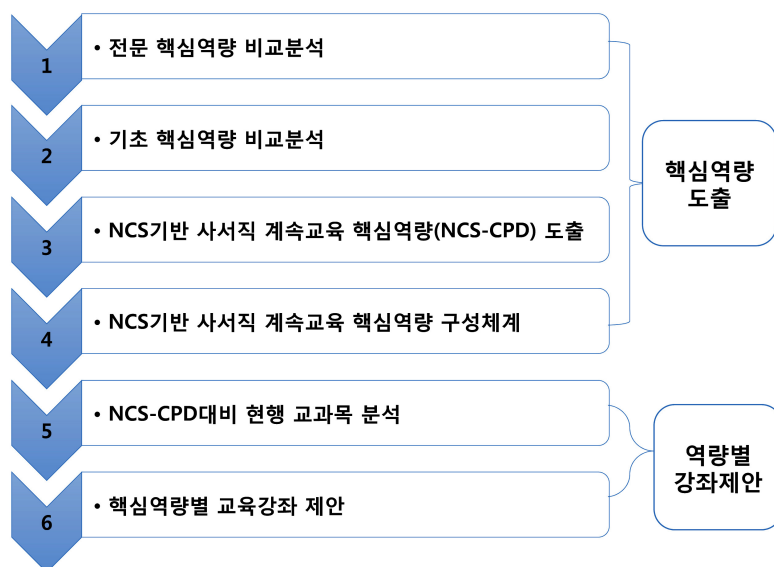 1
• 전문 핵심역량 비교분석
2
• 기초 핵심역량 비교분석
3
• NCS기반 사서직 계속교육 핵심역량(NCS-CPD) 도출
4
• NCS기반 사서직 계속교육 핵심역량 구성체계
핵심역량
도출
5
• NCS-CPD대비 현행 교과목 분석
6
• 핵심역량별 교육강좌 제안
역량별
강좌제안